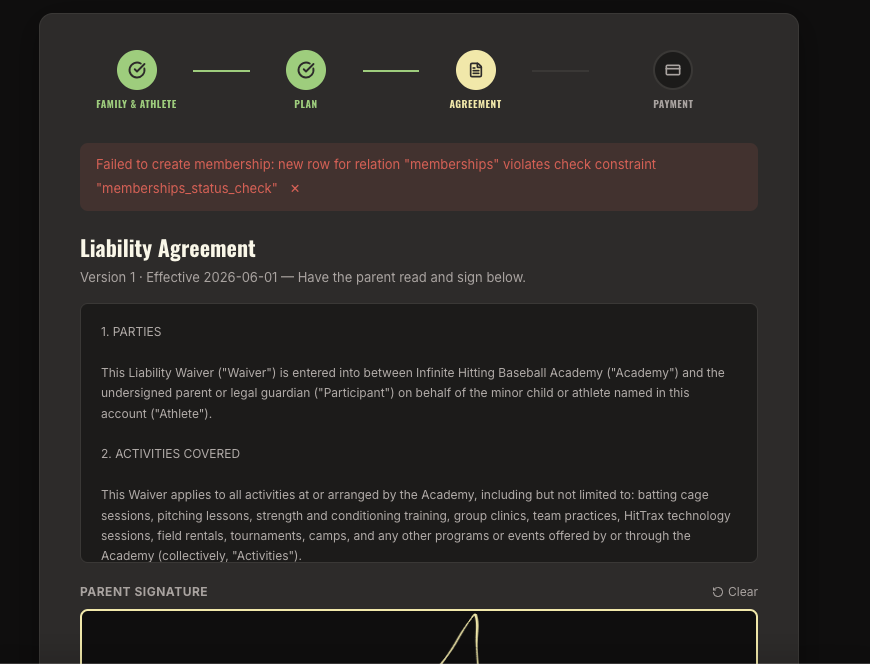 FAMILY & ATHLETE
PLAN
AGREEMENT
PAYMENT
Failed to create membership: new row for relation "memberships" violates check constraint
"memberships_status_check" ×
Liability Agreement
Version 1 · Effective 2026-06-01 — Have the parent read and sign below.
1. PARTIES
This Liability Waiver ("Waiver") is entered into between Infinite Hitting Baseball Academy ("Academy") and the
undersigned parent or legal guardian ("Participant") on behalf of the minor child or athlete named in this
account ("Athlete").
2. ACTIVITIES COVERED
This Waiver applies to all activities at or arranged by the Academy, including but not limited to: batting cage
sessions, pitching lessons, strength and conditioning training, group clinics, team practices, HitTrax technology
sessions, field rentals, tournaments, camps, and any other programs or events offered by or through the
Academy (collectively, "Activities").
PARENT SIGNATURE
Clear